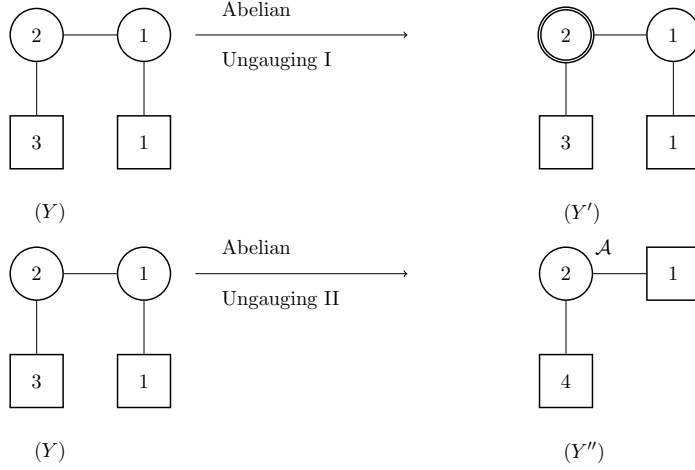 2 1 Abelian 2 1
Ungauging I
3 1 3 1
(Y) (Y′)
2 1 Abelian 2 𝒜 1
Ungauging II
3 1 4
(Y) (Y′′)